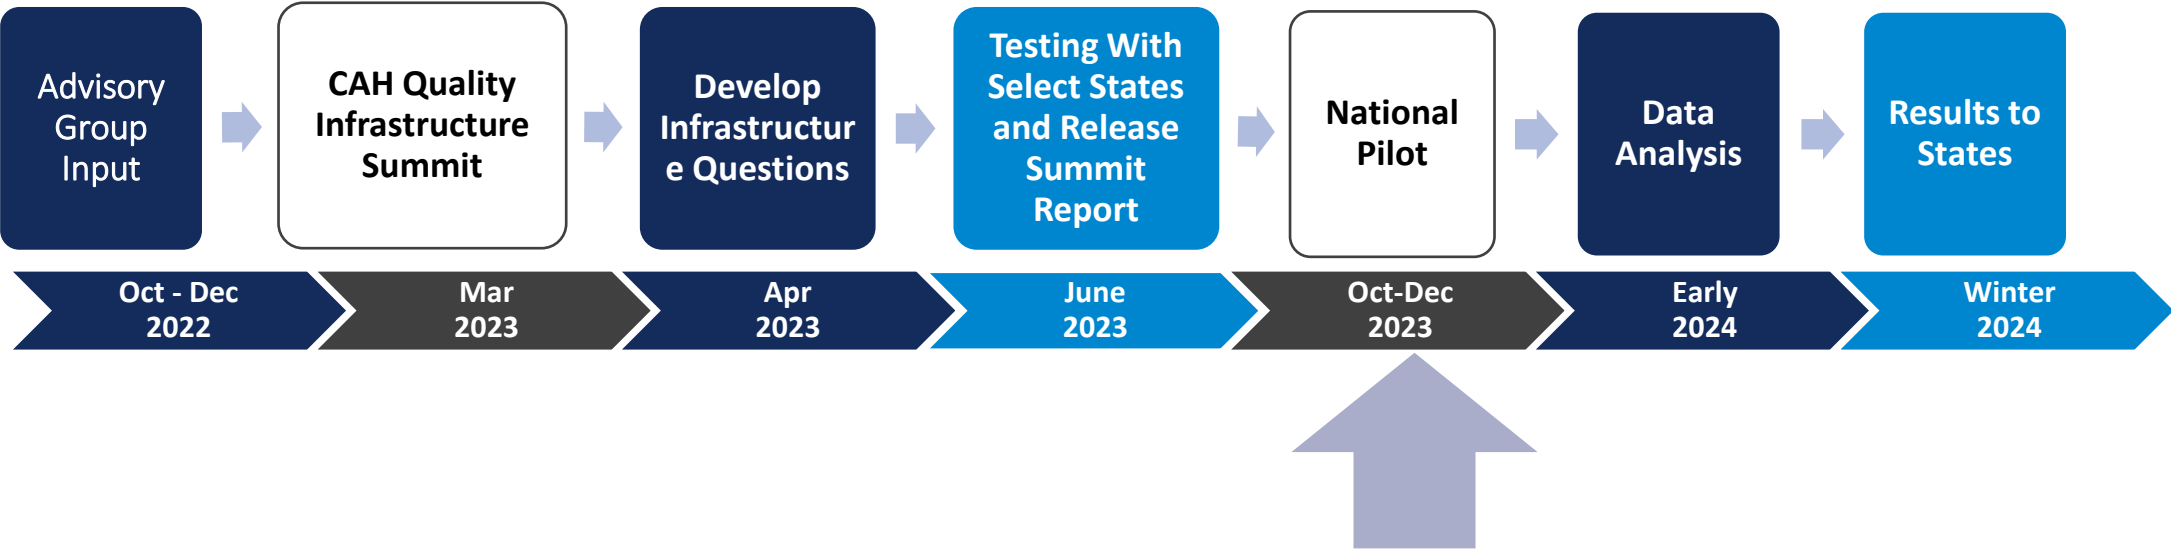 Advisory
Group
Input
CAH Quality
Infrastructure
Summit
Develop
Infrastructur
e Questions
Testing With
Select States
and Release
Summit
Report
National
Pilot
Data
Analysis
Results to
States
Oct - Dec
2022
Mar
2023
Apr
2023
June
2023
Oct-Dec
2023
Early
2024
Winter
2024